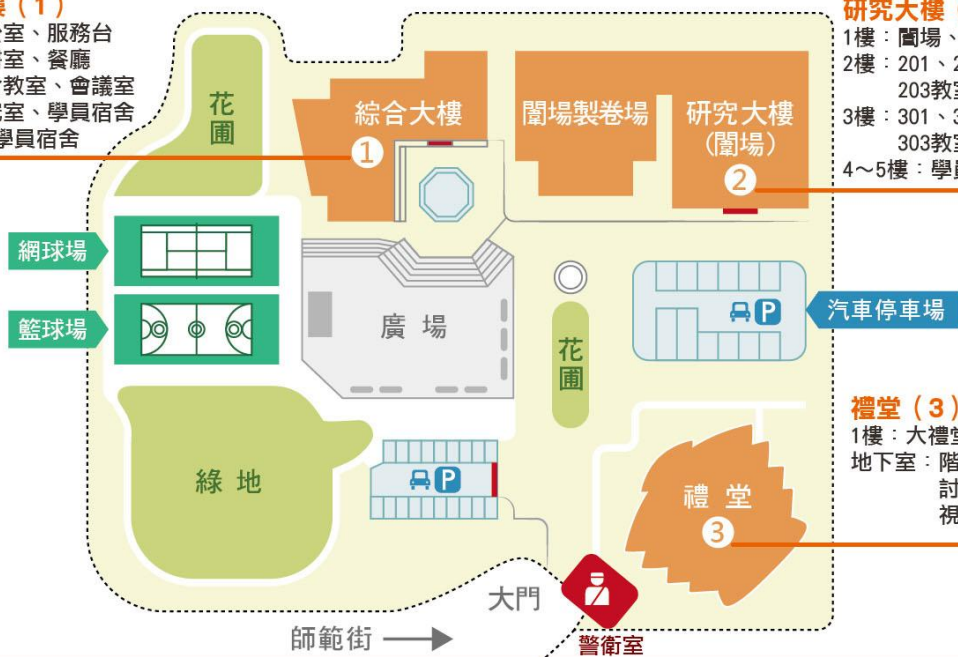 樓（1）
室、服務台
室、餐廳
教室、會議室
室、學員宿舍
學員宿舍
花圃
綜合大樓
1
闈場製卷場
研究大樓
（闈場）
2
研究大樓
1樓：闈場、
2樓：201、2
203教室
3樓：301、3
303教室
4～5樓：學員
網球場
籃球場
廣場
花圃
P
汽車停車場
綠地
P
禮堂
3
禮堂（3）
1樓：大禮堂
地下室：階
討
視
大門
師範街
警衛室